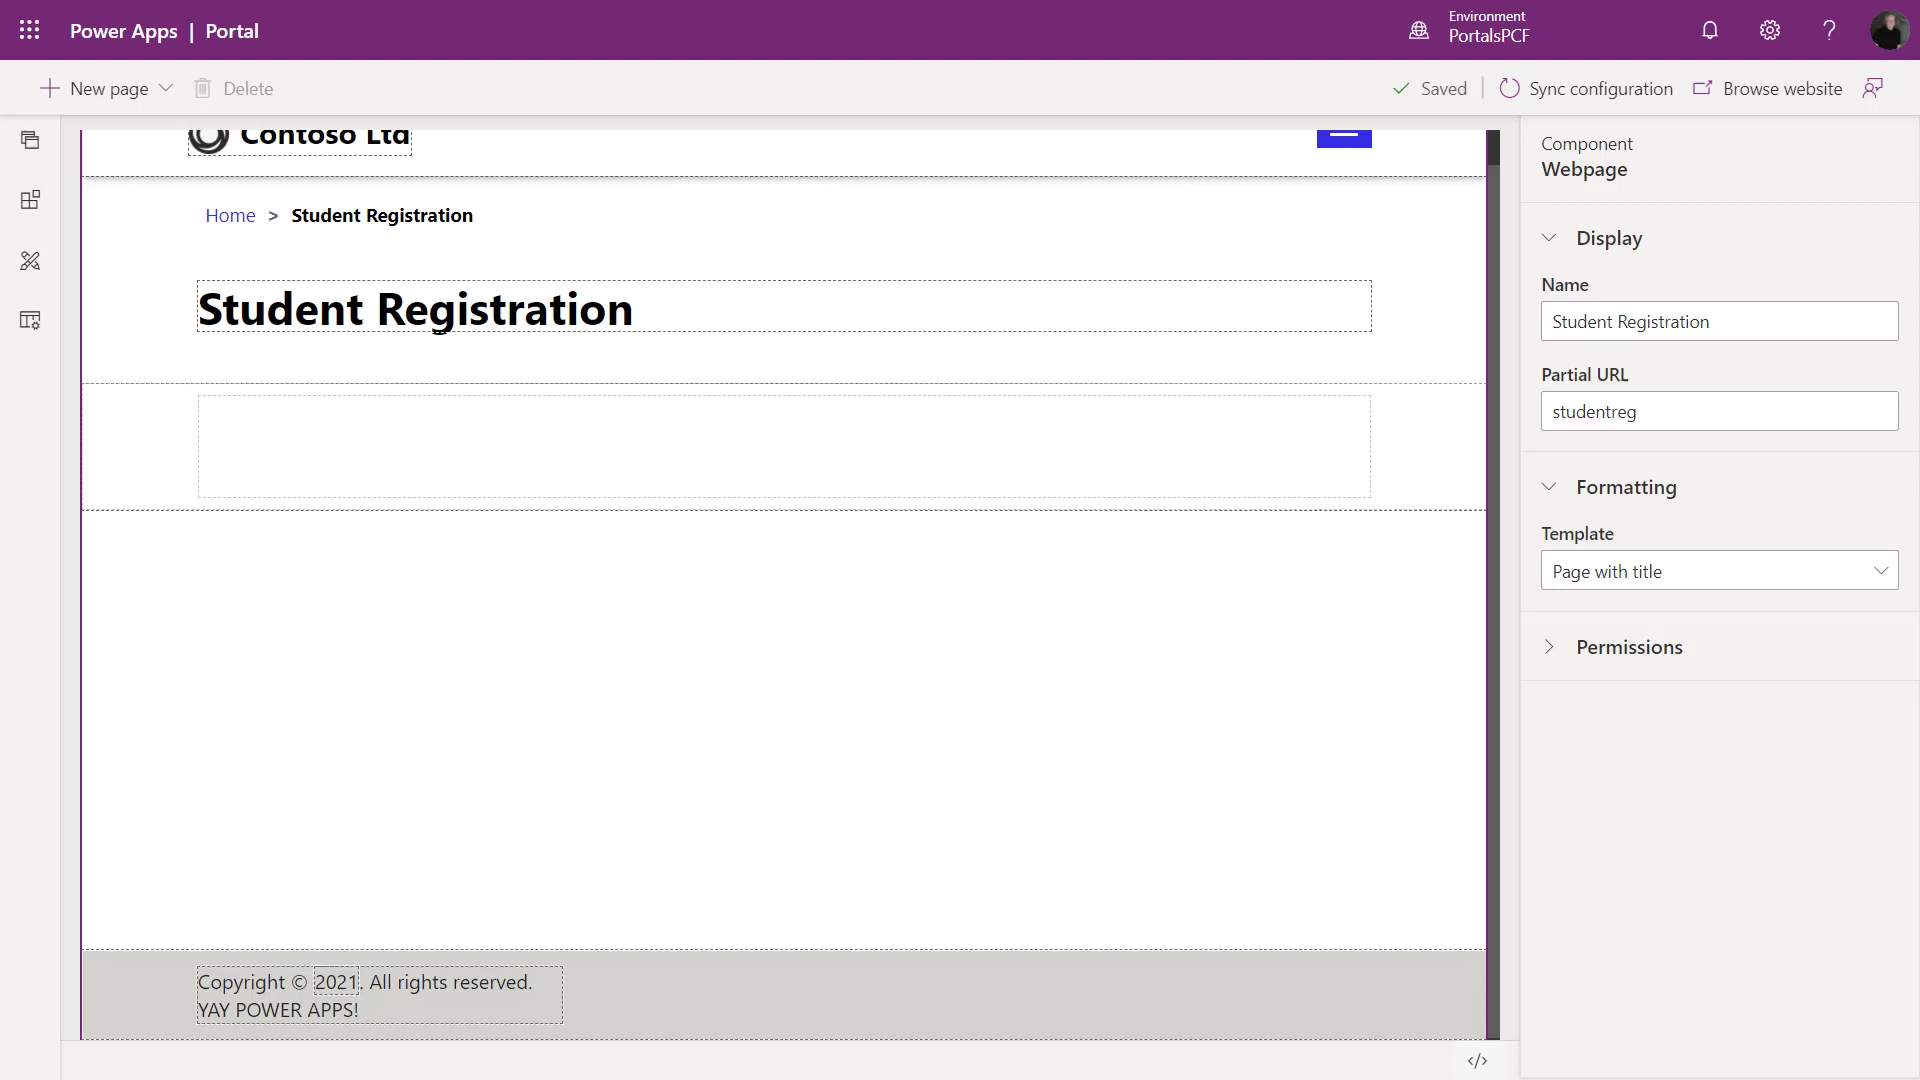 Power Apps | Portal
Environment
PortalsPCF
New page
Delete
Saved
Sync configuration
Browse website
Contoso Ltd
Home > Student Registration
Student Registration
Copyright © 2021. All rights reserved.
YAY POWER APPS!
Component
Webpage
Display
Name
Student Registration
Partial URL
studentreg
Formatting
Template
Page with title
Permissions